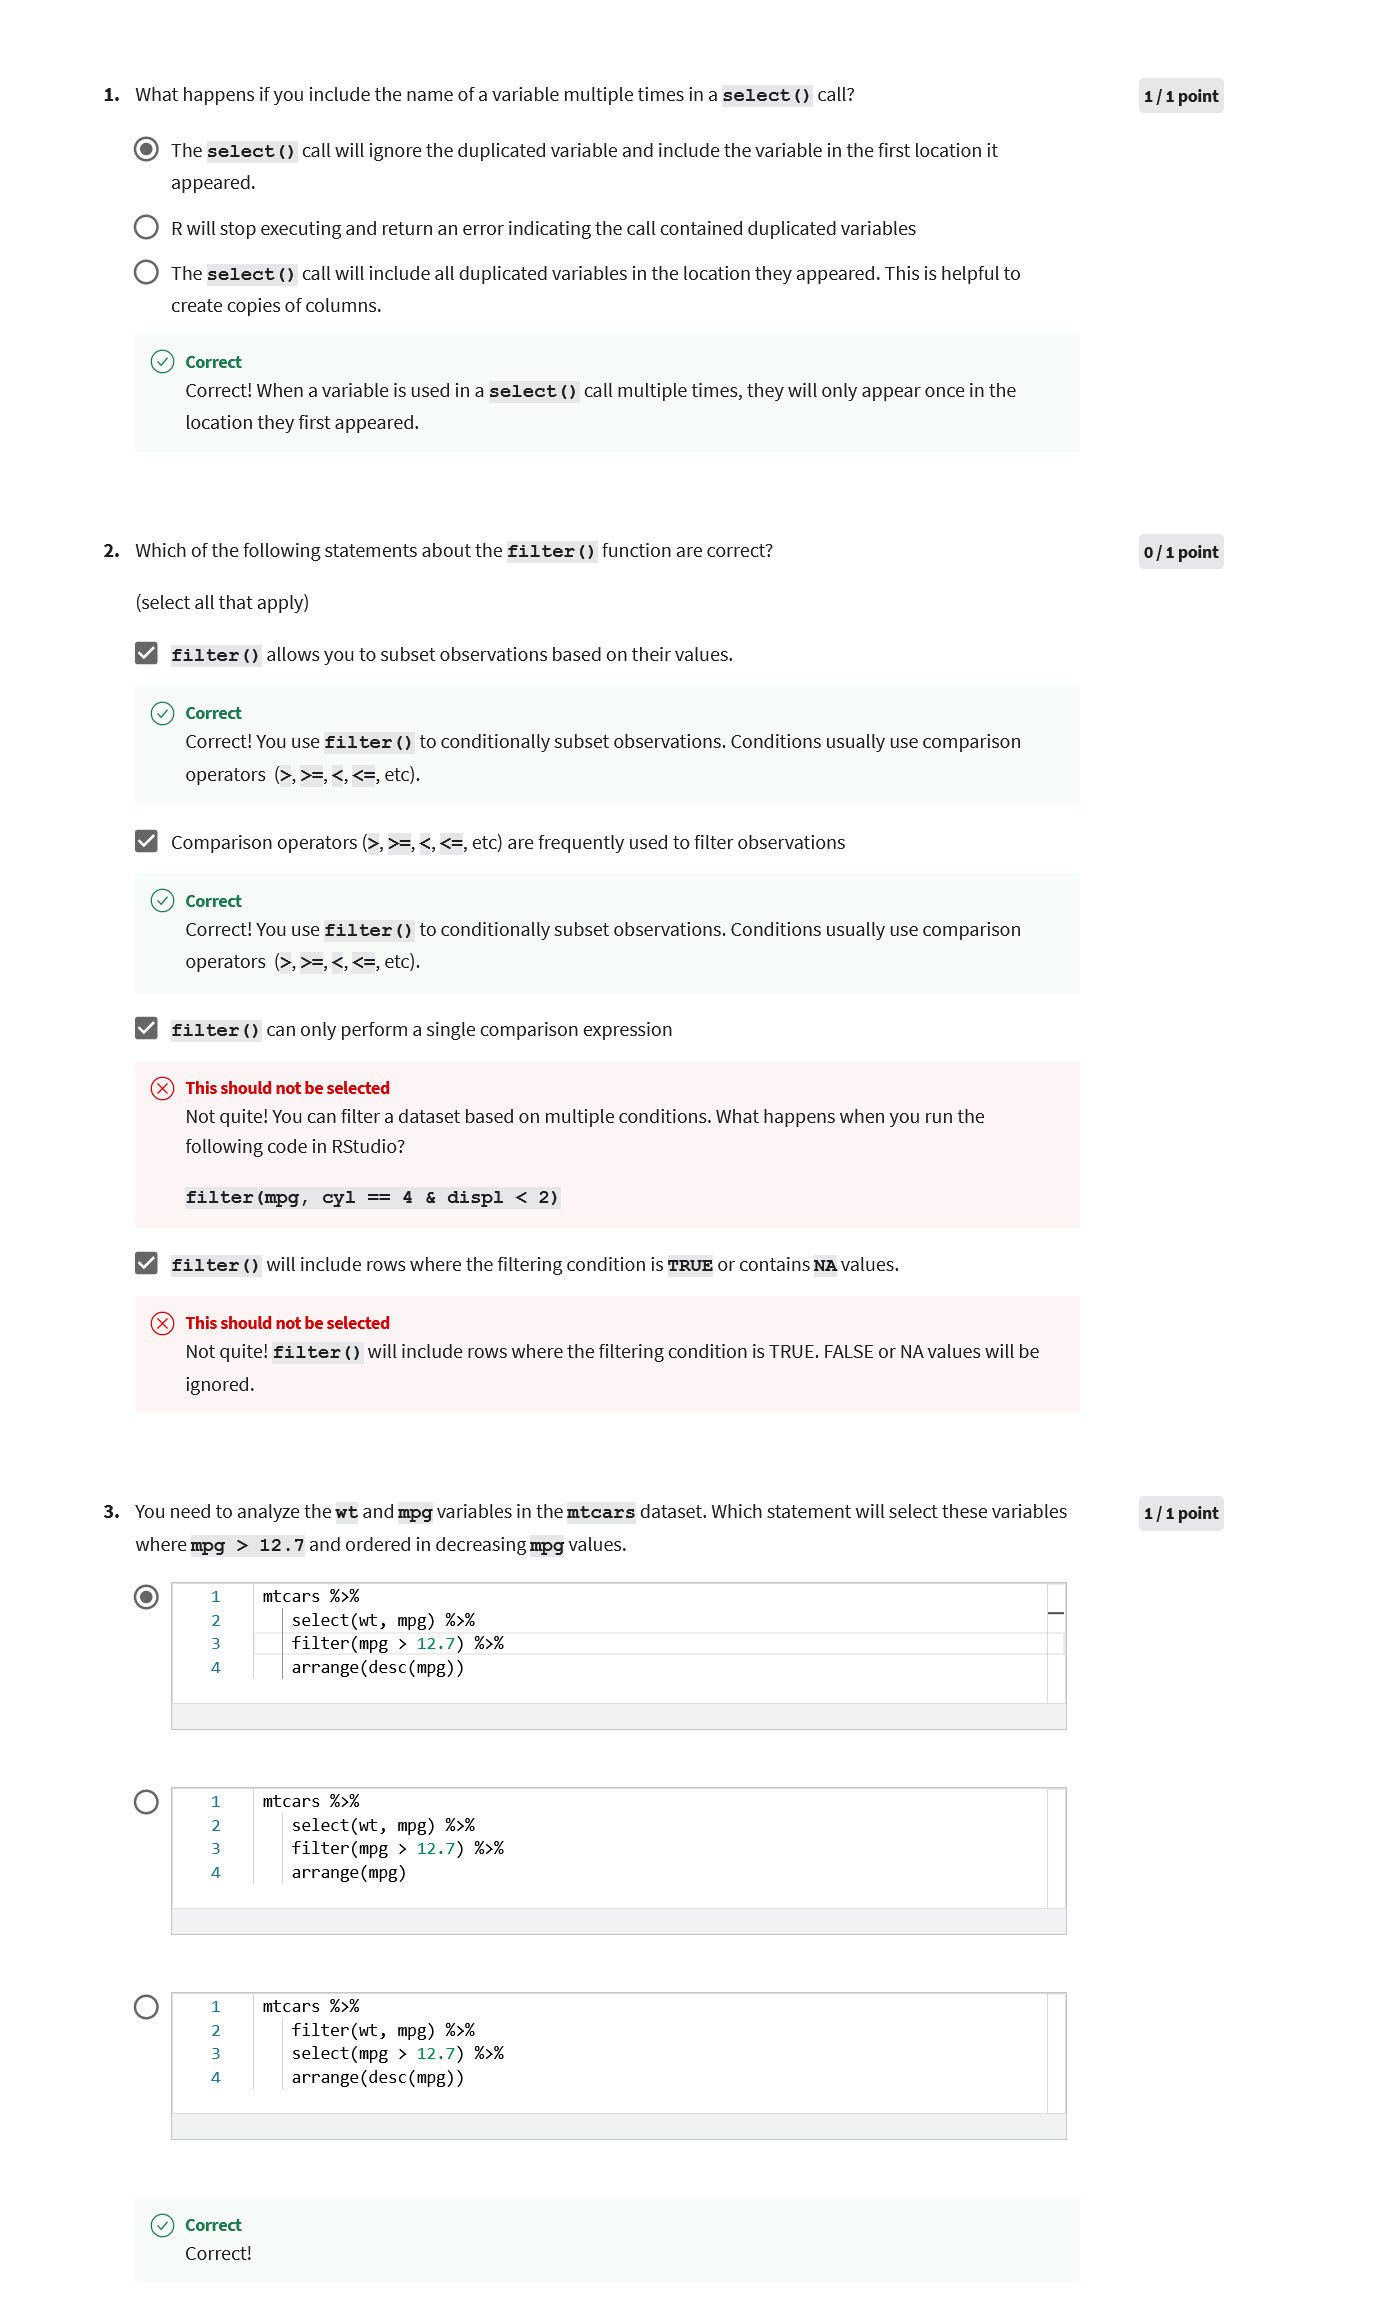 1. What happens if you include the name of a variable multiple times in a select() call?
1 / 1 point
The select() call will ignore the duplicated variable and include the variable in the first location it
appeared.
R will stop executing and return an error indicating the call contained duplicated variables
The select() call will include all duplicated variables in the location they appeared. This is helpful to
create copies of columns.
Correct
Correct! When a variable is used in a select() call multiple times, they will only appear once in the
location they first appeared.
2. Which of the following statements about the filter() function are correct?
0 / 1 point
(select all that apply)
filter() allows you to subset observations based on their values.
Correct
Correct! You use filter() to conditionally subset observations. Conditions usually use comparison
operators (>, >=, <, <=, etc).
Comparison operators (>, >=, <, <=, etc) are frequently used to filter observations
Correct
Correct! You use filter() to conditionally subset observations. Conditions usually use comparison
operators (>, >=, <, <=, etc).
filter() can only perform a single comparison expression
This should not be selected
Not quite! You can filter a dataset based on multiple conditions. What happens when you run the
following code in RStudio?
filter(mpg, cyl == 4 & displ < 2)
filter() will include rows where the filtering condition is TRUE or contains NA values.
This should not be selected
Not quite! filter() will include rows where the filtering condition is TRUE. FALSE or NA values will be
ignored.
3. You need to analyze the wt and mpg variables in the mtcars dataset. Which statement will select these variables
where mpg > 12.7 and ordered in decreasing mpg values.
1 / 1 point
1 mtcars %>%
2 select(wt, mpg) %>%
3 filter(mpg > 12.7) %>%
4 arrange(desc(mpg))
1 mtcars %>%
2 select(wt, mpg) %>%
3 filter(mpg > 12.7) %>%
4 arrange(mpg)
1 mtcars %>%
2 filter(wt, mpg) %>%
3 select(mpg > 12.7) %>%
4 arrange(desc(mpg))
Correct
Correct!